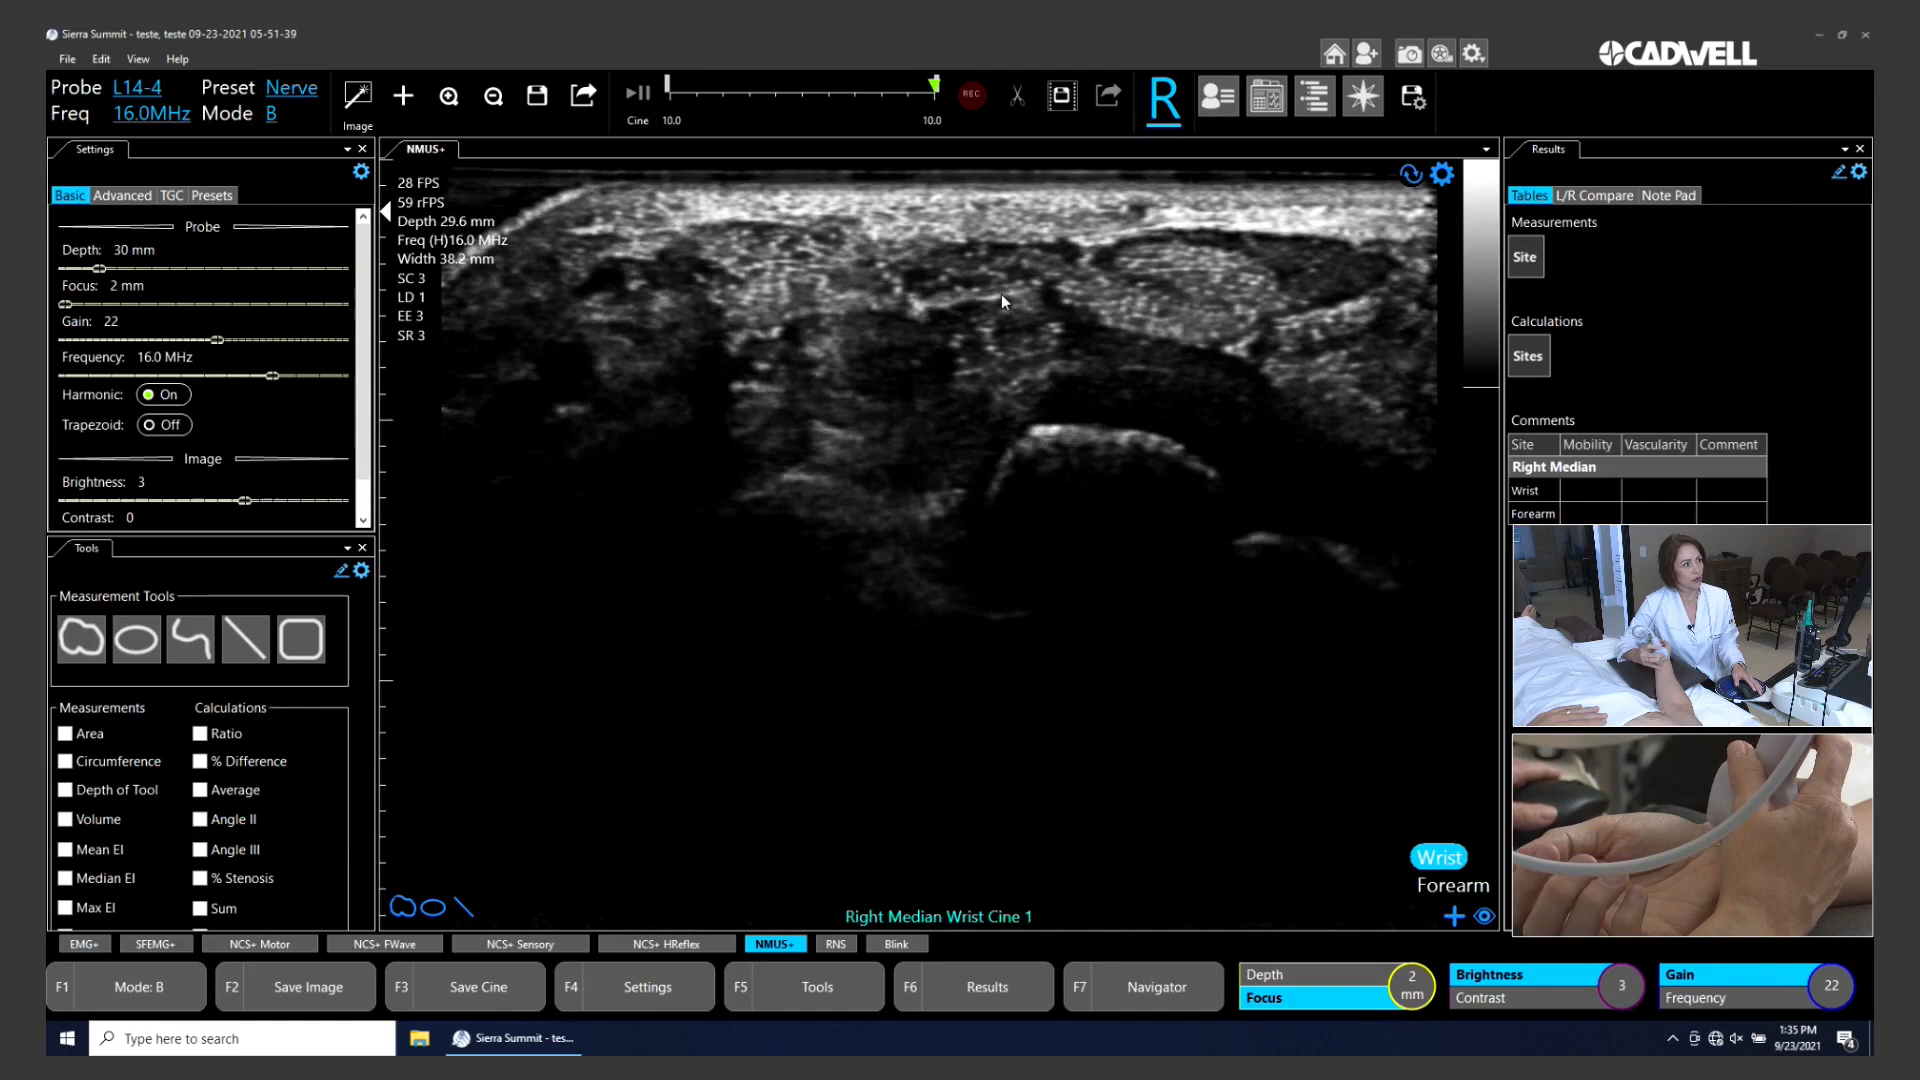 Sierra Summit - teste, teste 09-23-2021 05-51-39
File Edit View Help
CADWELL
Probe L14-4 Preset Nerve
Freq 16.0MHz Mode B
Image
Cine 10.0 10.0
REC
R
Settings
Basic Advanced TGC Presets
Probe
Depth: 30 mm
Focus: 2 mm
Gain: 22
Frequency: 16.0 MHz
Harmonic: On
Trapezoid: Off
Image
Brightness: 3
Contrast: 0
Tools
Measurement Tools
Measurements Calculations
Area Ratio
Circumference % Difference
Depth of Tool Average
Volume Angle II
Mean EI Angle III
Median EI % Stenosis
Max EI Sum
NMUS+
28 FPS
59 rFPS
Depth 29.6 mm
Freq (H)16.0 MHz
Width 38.2 mm
SC 3
LD 1
EE 3
SR 3
Wrist
Forearm
Right Median Wrist Cine 1
Results
Tables L/R Compare Note Pad
Measurements
Site
Calculations
Sites
Comments
Site Mobility Vascularity Comment
Right Median
Wrist
Forearm
EMG+ SFEMG+ NCS+ Motor NCS+ FWave NCS+ Sensory NCS+ HReflex NMUS+ RNS Blink
F1 Mode: B F2 Save Image F3 Save Cine F4 Settings F5 Tools F6 Results F7 Navigator
Depth
Focus
2 mm
Brightness
Contrast
3
Gain
Frequency
22
Type here to search
Sierra Summit - tes...
1:35 PM
9/23/2021
4